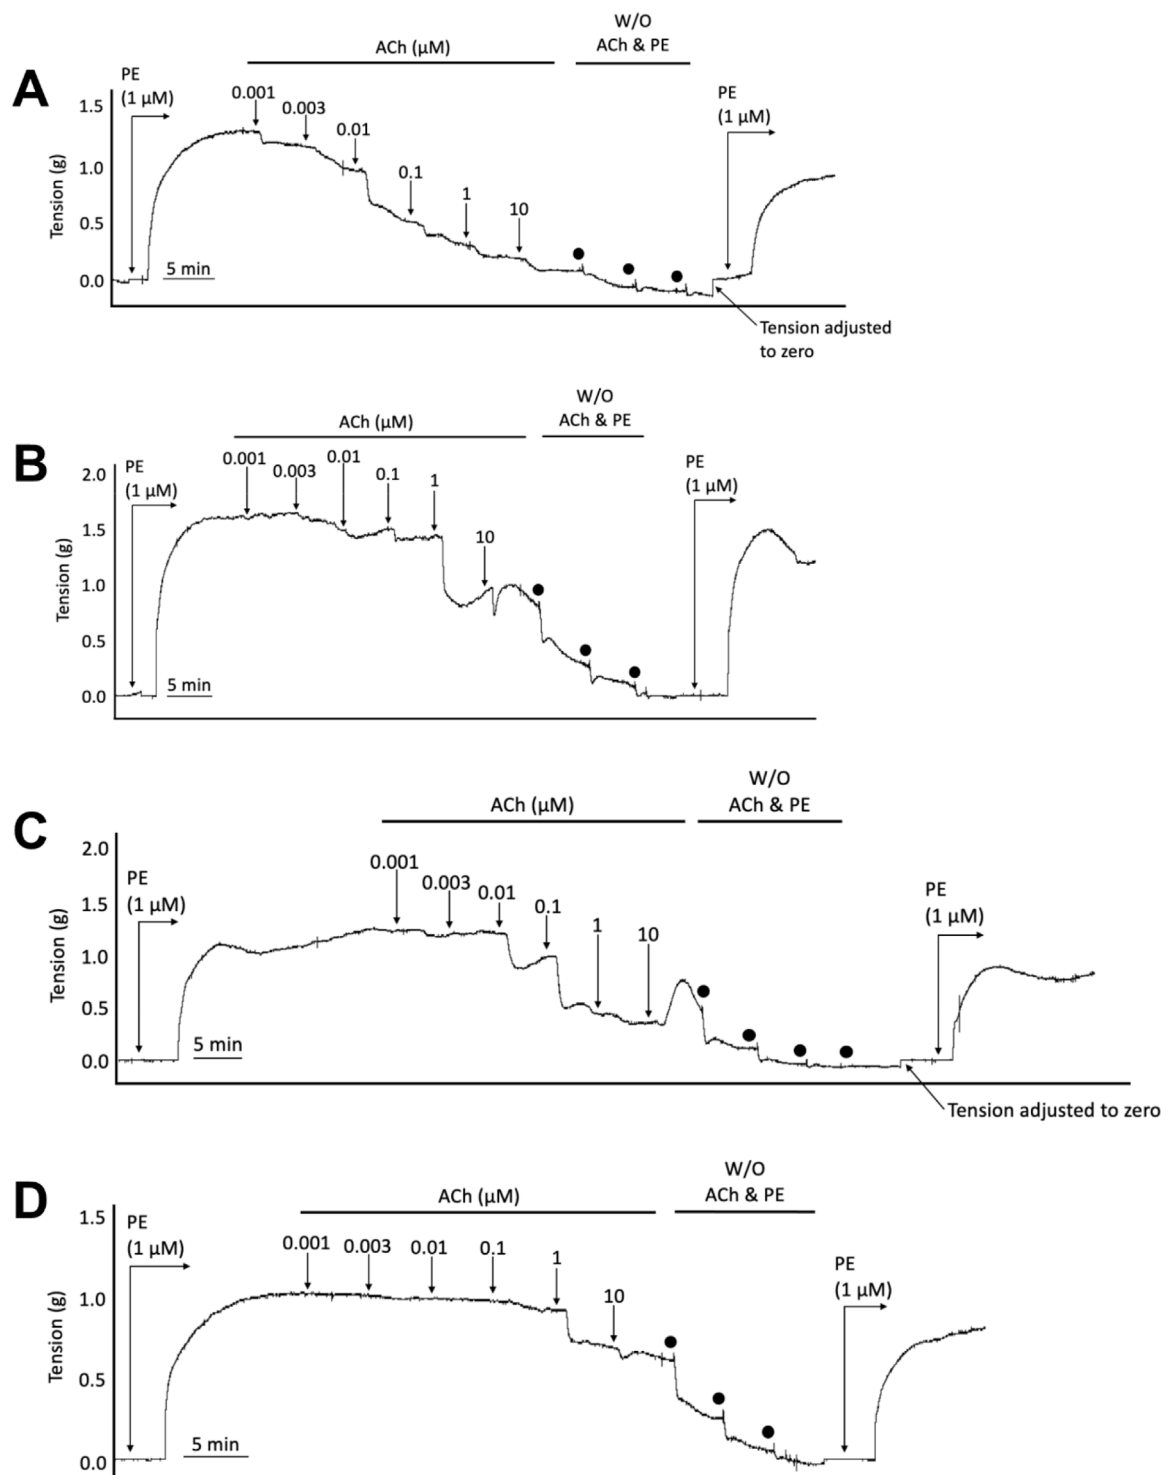 A
ACh (μM)
W/O
ACh & PE
PE
(1 μM)
0.001
0.003
0.01
0.1
1
10
PE
(1 μM)
1.5
1.0
0.5
0.0
Tension (g)
5 min
Tension adjusted
to zero
B
ACh (μM)
W/O
ACh & PE
PE
(1 μM)
0.001
0.003
0.01
0.1
1
10
PE
(1 μM)
2.0
1.5
1.0
0.5
0.0
Tension (g)
5 min
C
ACh (μM)
W/O
ACh & PE
PE
(1 μM)
0.001
0.003
0.01
0.1
1
10
PE
(1 μM)
2.0
1.5
1.0
0.5
0.0
Tension (g)
5 min
Tension adjusted to zero
D
ACh (μM)
W/O
ACh & PE
PE
(1 μM)
0.001
0.003
0.01
0.1
1
10
PE
(1 μM)
1.5
1.0
0.5
0.0
Tension (g)
5 min